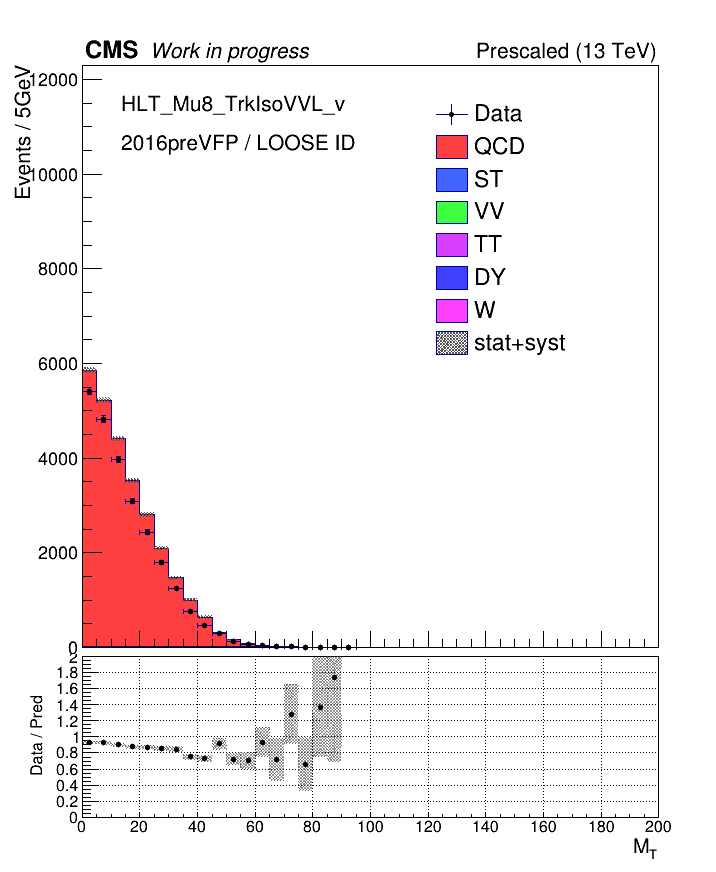 CMS Work in progress Prescaled (13 TeV)
Events / 5GeV
12000
10000
8000
6000
4000
2000
0
HLT_Mu8_TrkIsoVVL_v
2016preVFP / LOOSE ID
Data
QCD
ST
VV
TT
DY
W
stat+syst
Data / Pred
2
1.8
1.6
1.4
1.2
1
0.8
0.6
0.4
0.2
0
0 20 40 60 80 100 120 140 160 180 200
M_T